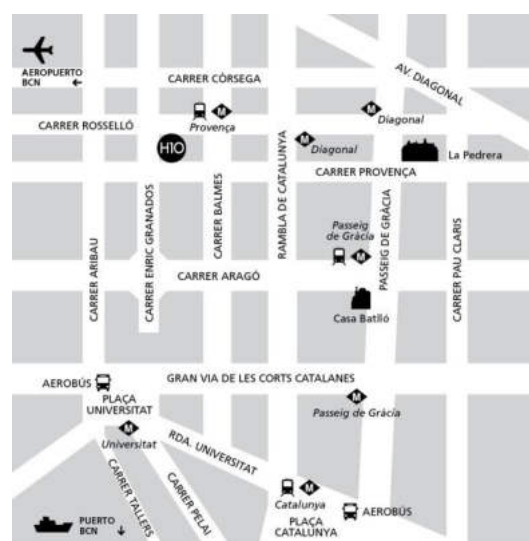 AEROPUERTO
BCN ←
CARRER CÒRSEGA
AV. DIAGONAL
CARRER ROSSELLÓ
M
Provença
M
Diagonal
M
Diagonal
H10
La Pedrera
CARRER PROVENÇA
CARRER ARIBAU
CARRER ENRIC GRANADOS
CARRER BALMES
RAMBLA DE CATALUNYA
PASSEIG DE GRÀCIA
CARRER PAU CLARIS
Passeig
de Gràcia
M
CARRER ARAGÓ
Casa Batlló
GRAN VIA DE LES CORTS CATALANES
AEROBÚS
PLAÇA
UNIVERSITAT
M
Universitat
M
Passeig de Gràcia
RDA. UNIVERSITAT
CARRER TALLERS
CARRER PELAI
M
Catalunya
PLAÇA
CATALUNYA
AEROBÚS
PUERTO
BCN ↓